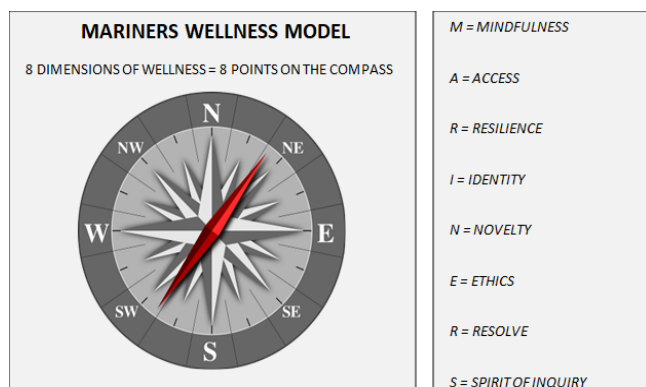 MARINERS WELLNESS MODEL
8 DIMENSIONS OF WELLNESS = 8 POINTS ON THE COMPASS
N
NW
NE
W
E
SW
SE
S
M = MINDFULNESS
A = ACCESS
R = RESILIENCE
I = IDENTITY
N = NOVELTY
E = ETHICS
R = RESOLVE
S = SPIRIT OF INQUIRY